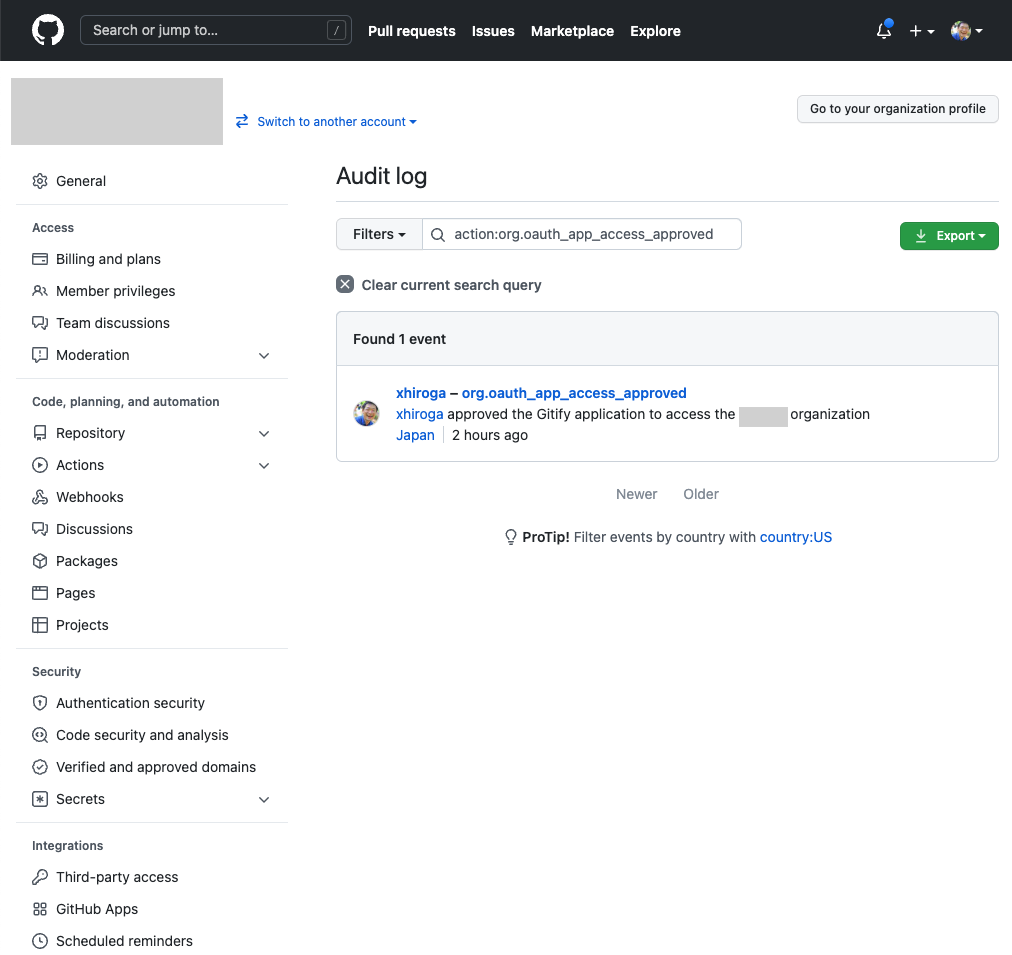 Search or jump to... /
Pull requests Issues Marketplace Explore
Switch to another account
Go to your organization profile
General
Access
Billing and plans
Member privileges
Team discussions
Moderation
Code, planning, and automation
Repository
Actions
Webhooks
Discussions
Packages
Pages
Projects
Security
Authentication security
Code security and analysis
Verified and approved domains
Secrets
Integrations
Third-party access
GitHub Apps
Scheduled reminders
Audit log
Filters action:org.oauth_app_access_approved
Export
Clear current search query
Found 1 event
xhiroga – org.oauth_app_access_approved
xhiroga approved the Gitify application to access the organization
Japan 2 hours ago
Newer Older
ProTip! Filter events by country with country:US